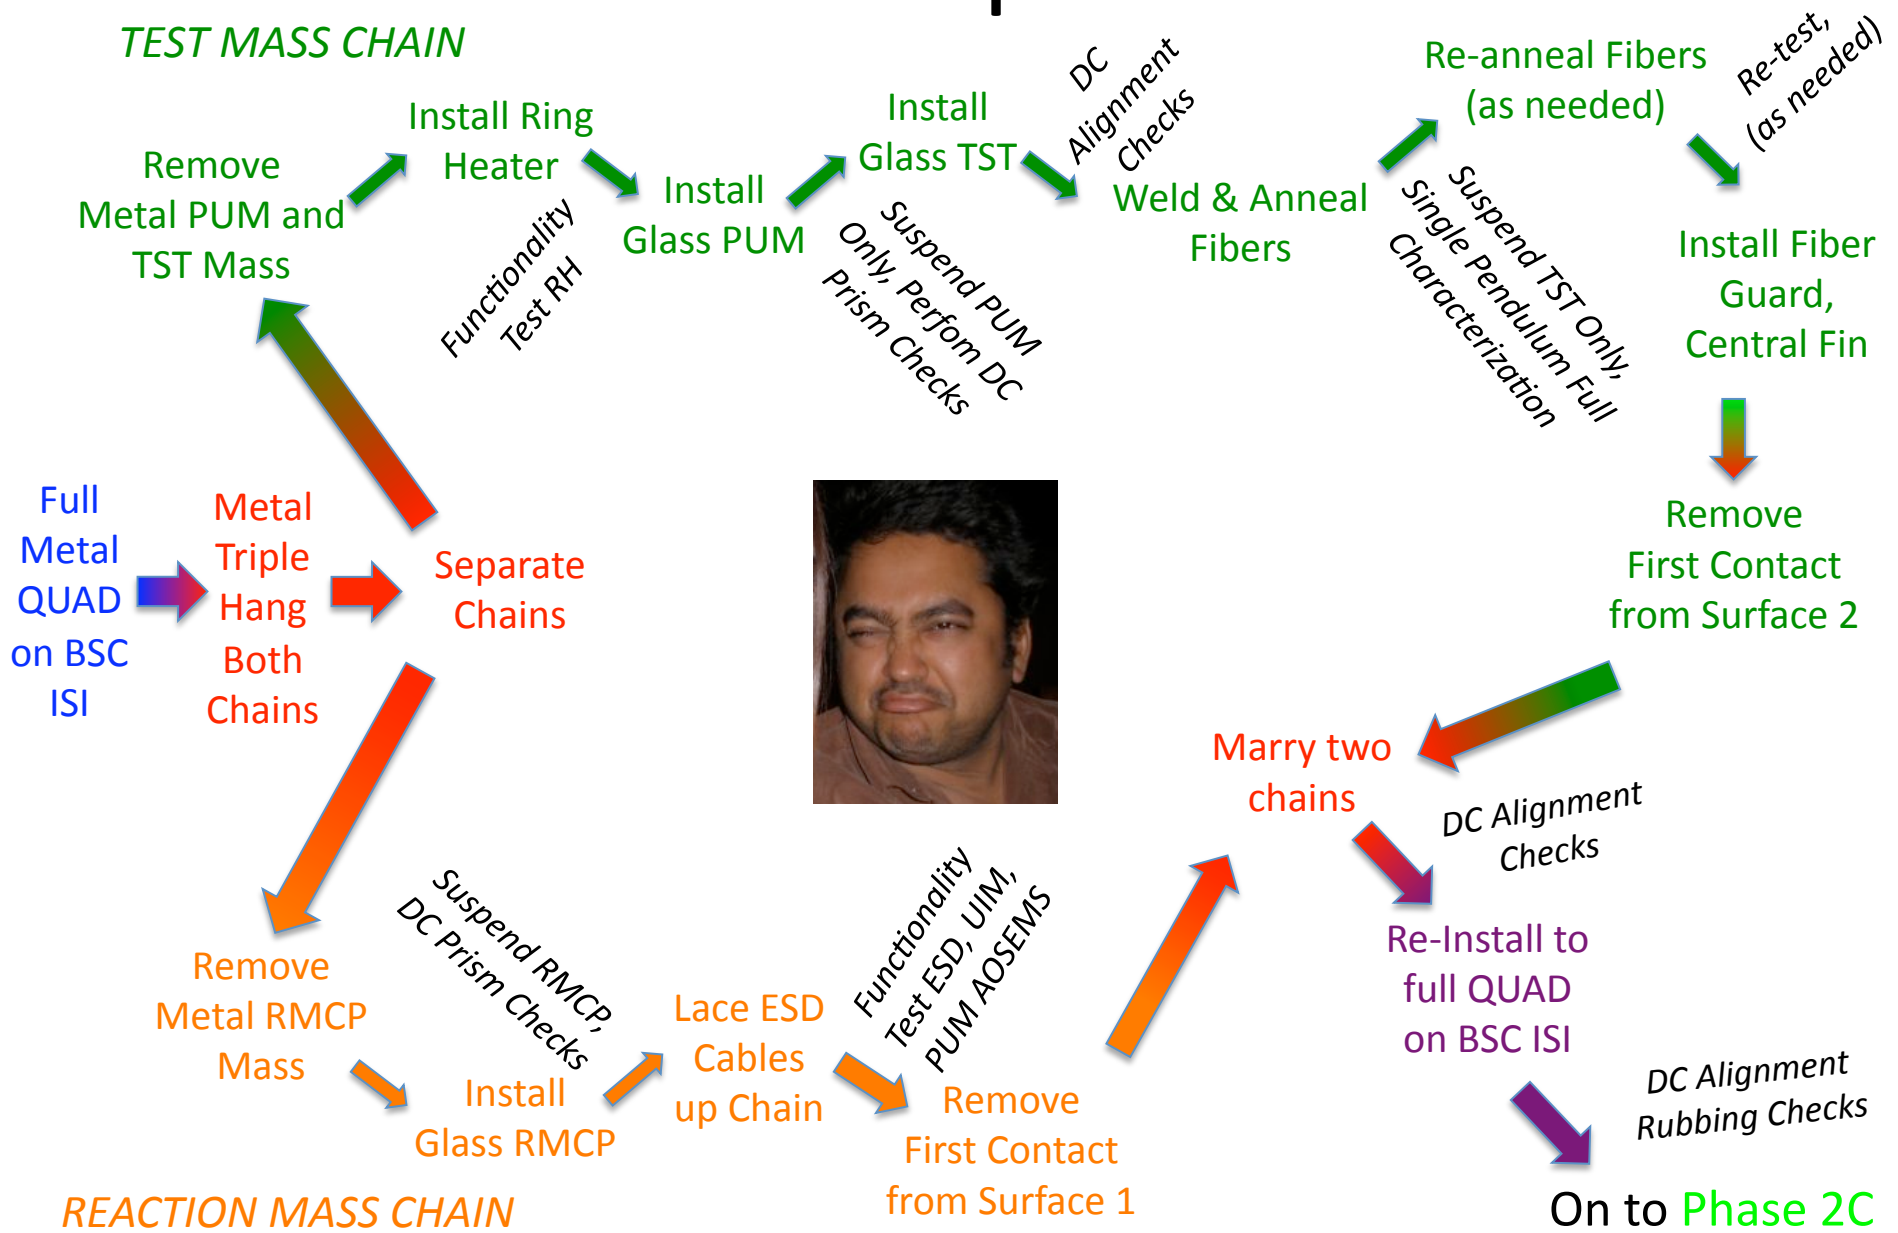 TEST MASS CHAIN
Remove
Metal PUM and
TST Mass
Install Ring
Heater
Functionality
Test RH
Install
Glass PUM
Suspend PUM
Only, Perfom DC
Prism Checks
Install
Glass TST
DC
Alignment
Checks
Weld & Anneal
Fibers
Suspend TST Only,
Single Pendulum Full
Characterization
Re-anneal Fibers
(as needed)
Re-test,
(as needed)
Install Fiber
Guard,
Central Fin
Remove
First Contact
from Surface 2
Full
Metal
QUAD
on BSC
ISI
Metal
Triple
Hang
Both
Chains
Separate
Chains
Marry two
chains
DC Alignment
Checks
Re-Install to
full QUAD
on BSC ISI
DC Alignment
Rubbing Checks
On to Phase 2C
Remove
Metal RMCP
Mass
Suspend RMCP,
DC Prism Checks
Install
Glass RMCP
Lace ESD
Cables
up Chain
Functionality
Test ESD, UIM,
PUM AOSEMS
Remove
First Contact
from Surface 1
REACTION MASS CHAIN